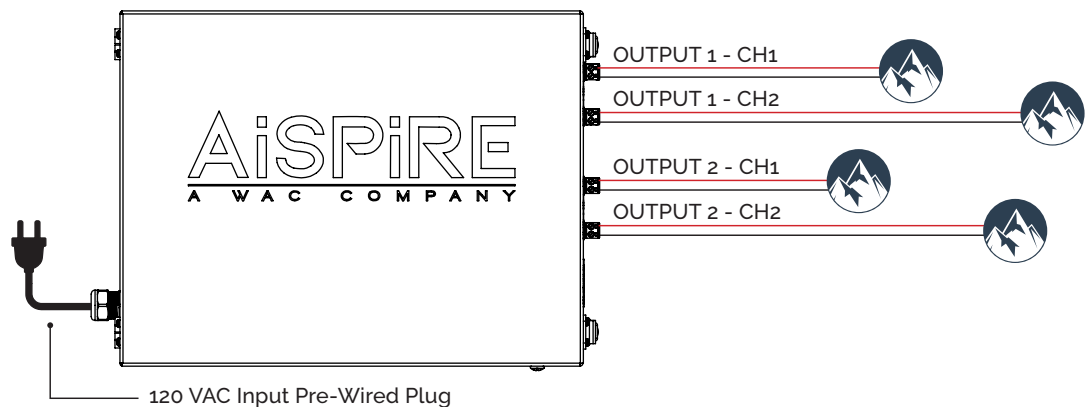 OUTPUT 1 - CH1
OUTPUT 1 - CH2
AiSPiRE
A WAC COMPANY
OUTPUT 2 - CH1
OUTPUT 2 - CH2
120 VAC Input Pre-Wired Plug